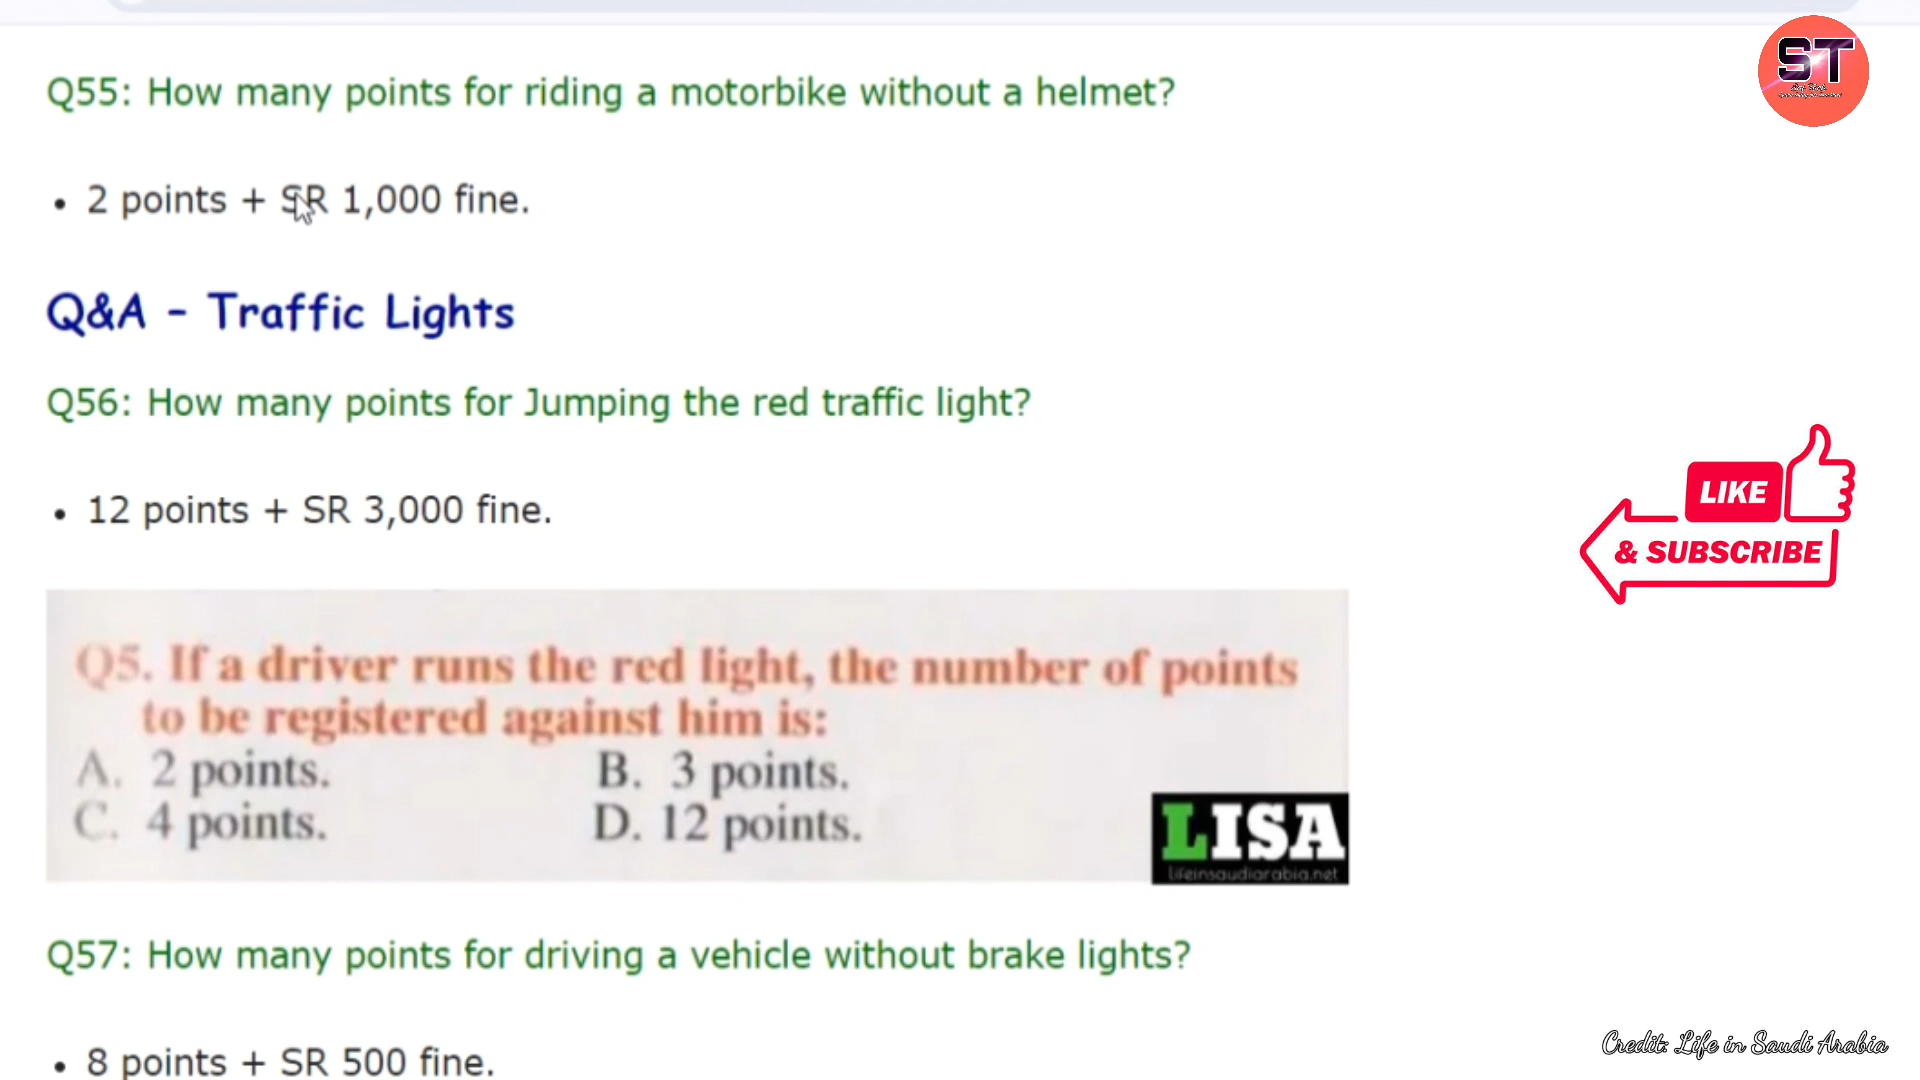 ST
Q55: How many points for riding a motorbike without a helmet?
• 2 points + SR 1,000 fine.
Q&A - Traffic Lights
Q56: How many points for Jumping the red traffic light?
• 12 points + SR 3,000 fine.
LIKE
& SUBSCRIBE
Q5. If a driver runs the red light, the number of points
to be registered against him is:
A. 2 points. B. 3 points.
C. 4 points. D. 12 points.
LISA
lifeinsaudiarabia.net
Q57: How many points for driving a vehicle without brake lights?
• 8 points + SR 500 fine.
Credit: Life in Saudi Arabia